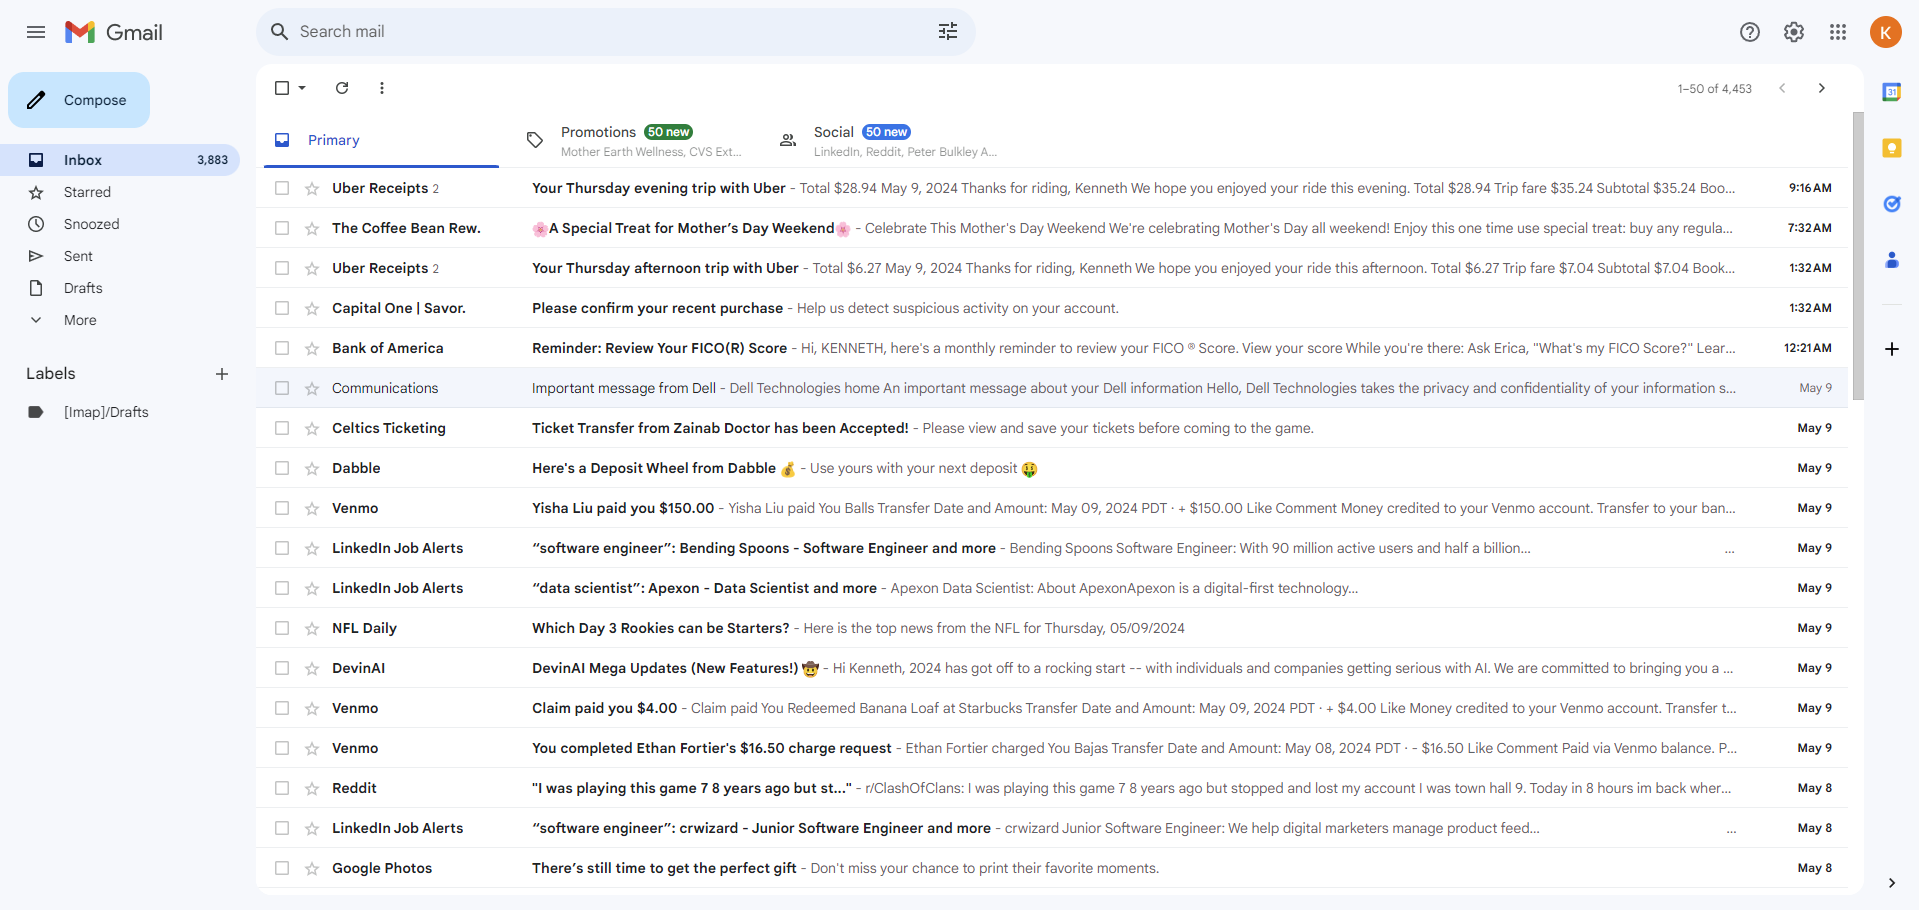 Gmail
Search mail
K
Compose
1–50 of 4,453
31
Primary
Promotions 50 new
Mother Earth Wellness, CVS Ext...
Social 50 new
LinkedIn, Reddit, Peter Bulkley A...
Inbox 3,883
Starred
Snoozed
Sent
Drafts
More
Labels
[Imap]/Drafts
Uber Receipts 2 Your Thursday evening trip with Uber - Total $28.94 May 9, 2024 Thanks for riding, Kenneth We hope you enjoyed your ride this evening. Total $28.94 Trip fare $35.24 Subtotal $35.24 Boo... 9:16 AM
The Coffee Bean Rew. 🌸A Special Treat for Mother’s Day Weekend🌸 - Celebrate This Mother's Day Weekend We're celebrating Mother's Day all weekend! Enjoy this one time use special treat: buy any regula... 7:32 AM
Uber Receipts 2 Your Thursday afternoon trip with Uber - Total $6.27 May 9, 2024 Thanks for riding, Kenneth We hope you enjoyed your ride this afternoon. Total $6.27 Trip fare $7.04 Subtotal $7.04 Book... 1:32 AM
Capital One | Savor. Please confirm your recent purchase - Help us detect suspicious activity on your account. 1:32 AM
Bank of America Reminder: Review Your FICO(R) Score - Hi, KENNETH, here's a monthly reminder to review your FICO ® Score. View your score While you're there: Ask Erica, "What's my FICO Score?" Lear... 12:21 AM
Communications Important message from Dell - Dell Technologies home An important message about your Dell information Hello, Dell Technologies takes the privacy and confidentiality of your information s... May 9
Celtics Ticketing Ticket Transfer from Zainab Doctor has been Accepted! - Please view and save your tickets before coming to the game. May 9
Dabble Here's a Deposit Wheel from Dabble 💰 - Use yours with your next deposit 🤑 May 9
Venmo Yisha Liu paid you $150.00 - Yisha Liu paid You Balls Transfer Date and Amount: May 09, 2024 PDT · + $150.00 Like Comment Money credited to your Venmo account. Transfer to your ban... May 9
LinkedIn Job Alerts “software engineer”: Bending Spoons - Software Engineer and more - Bending Spoons Software Engineer: With 90 million active users and half a billion... ... May 9
LinkedIn Job Alerts “data scientist”: Apexon - Data Scientist and more - Apexon Data Scientist: About ApexonApexon is a digital-first technology... May 9
NFL Daily Which Day 3 Rookies can be Starters? - Here is the top news from the NFL for Thursday, 05/09/2024 May 9
DevinAI DevinAI Mega Updates (New Features!) 🤠 - Hi Kenneth, 2024 has got off to a rocking start -- with individuals and companies getting serious with AI. We are committed to bringing you a ... May 9
Venmo Claim paid you $4.00 - Claim paid You Redeemed Banana Loaf at Starbucks Transfer Date and Amount: May 09, 2024 PDT · + $4.00 Like Money credited to your Venmo account. Transfer t... May 9
Venmo You completed Ethan Fortier's $16.50 charge request - Ethan Fortier charged You Bajas Transfer Date and Amount: May 08, 2024 PDT · - $16.50 Like Comment Paid via Venmo balance. P... May 9
Reddit "I was playing this game 7 8 years ago but st..." - r/ClashOfClans: I was playing this game 7 8 years ago but stopped and lost my account I was town hall 9. Today in 8 hours im back wher... May 8
LinkedIn Job Alerts “software engineer”: crwizard - Junior Software Engineer and more - crwizard Junior Software Engineer: We help digital marketers manage product feed... ... May 8
Google Photos There’s still time to get the perfect gift - Don't miss your chance to print their favorite moments. May 8